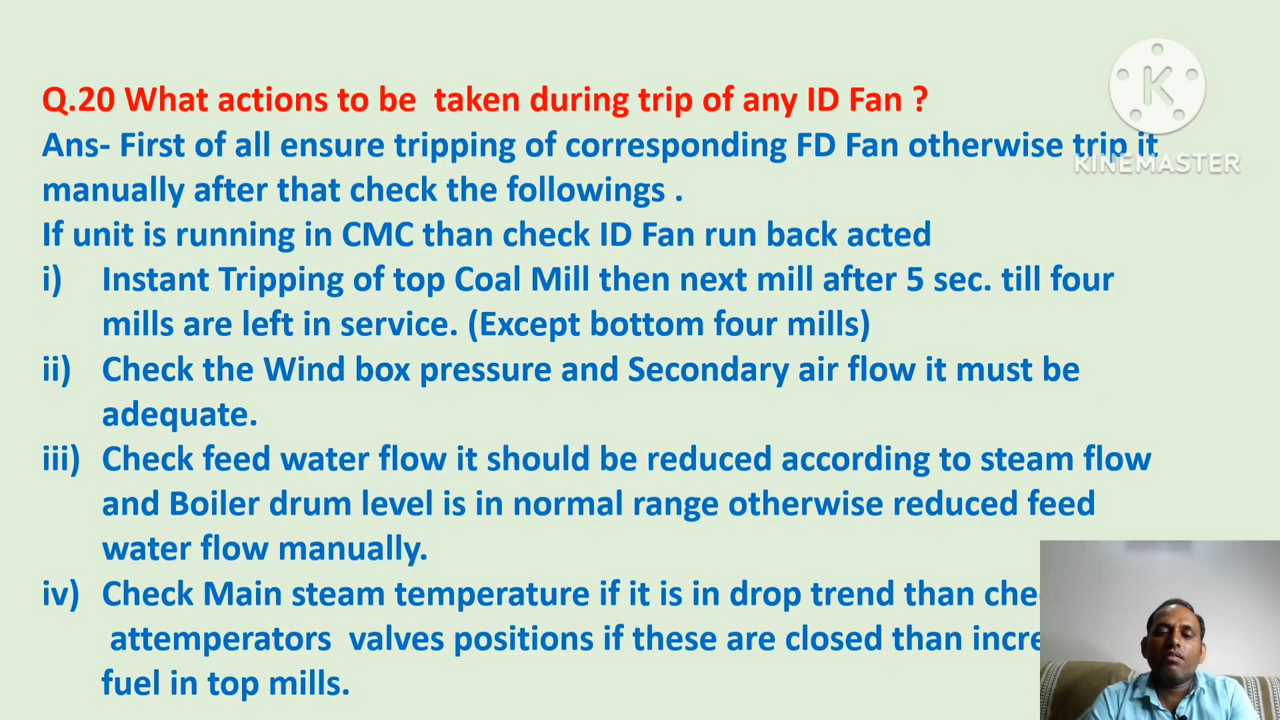 Q.20 What actions to be taken during trip of any ID Fan ?
Ans- First of all ensure tripping of corresponding FD Fan otherwise trip it
manually after that check the followings .
If unit is running in CMC than check ID Fan run back acted
i) Instant Tripping of top Coal Mill then next mill after 5 sec. till four
mills are left in service. (Except bottom four mills)
ii) Check the Wind box pressure and Secondary air flow it must be
adequate.
iii) Check feed water flow it should be reduced according to steam flow
and Boiler drum level is in normal range otherwise reduced feed
water flow manually.
iv) Check Main steam temperature if it is in drop trend than
attemperators valves positions if these are closed than
fuel in top mills.
K
KINEMASTER